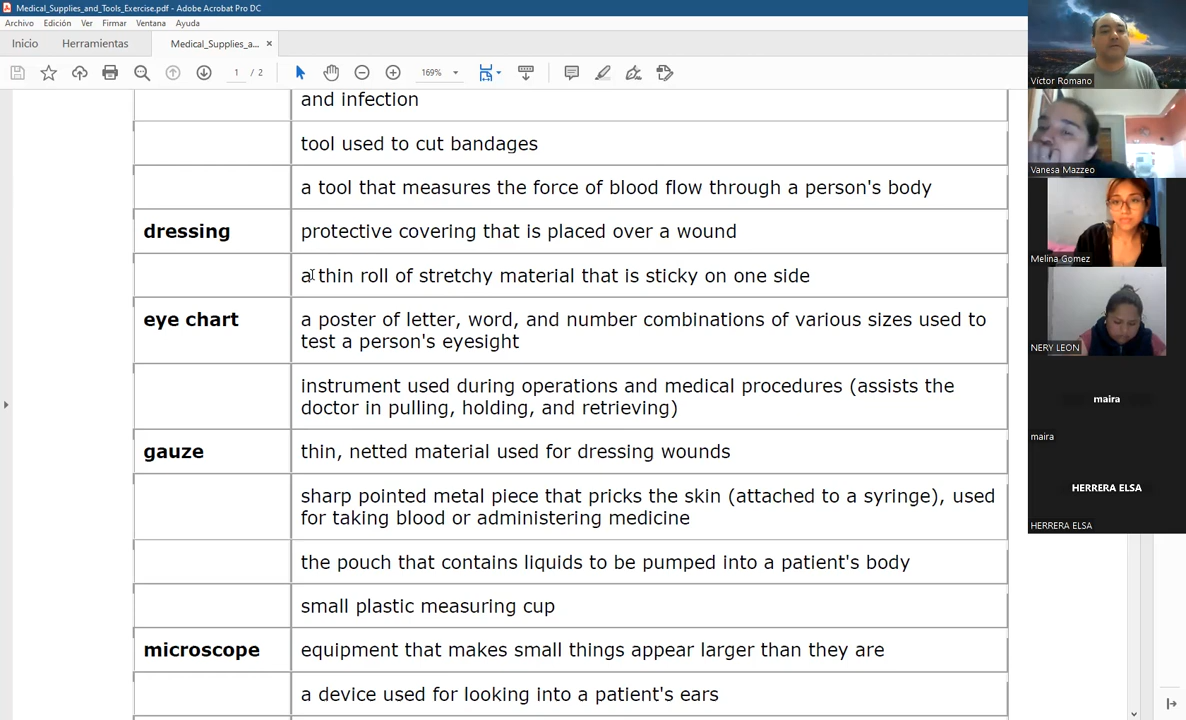 Medical_Supplies_and_Tools_Exercise.pdf - Adobe Acrobat Pro DC
Archivo Edición Ver Firmar Ventana Ayuda
Inicio Herramientas Medical_Supplies_a... ×
1 / 2 169%
and infection
tool used to cut bandages
a tool that measures the force of blood flow through a person's body
dressing protective covering that is placed over a wound
a thin roll of stretchy material that is sticky on one side
eye chart a poster of letter, word, and number combinations of various sizes used to
test a person's eyesight
instrument used during operations and medical procedures (assists the
doctor in pulling, holding, and retrieving)
gauze thin, netted material used for dressing wounds
sharp pointed metal piece that pricks the skin (attached to a syringe), used
for taking blood or administering medicine
the pouch that contains liquids to be pumped into a patient's body
small plastic measuring cup
microscope equipment that makes small things appear larger than they are
a device used for looking into a patient's ears
Víctor Romano
Vanesa Mazzeo
Melina Gomez
NERY LEON
maira
maira
HERRERA ELSA
HERRERA ELSA